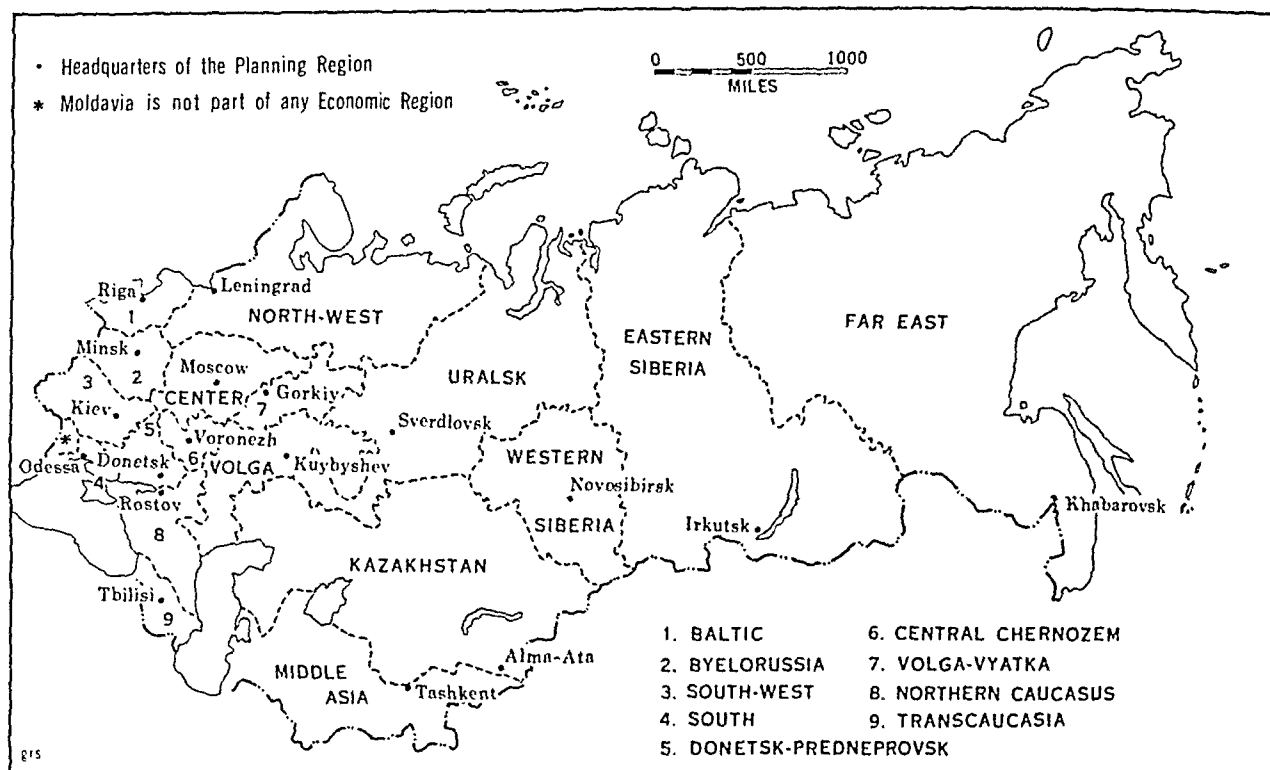 • Headquarters of the Planning Region
* Moldavia is not part of any Economic Region
0 500 1000
MILES
Riga
1
Leningrad
NORTH-WEST
Minsk
2
3
Kiev
Moscow
CENTER
7
Gorkiy
5
*
Voronezh
6
VOLGA
Kuybyshev
Odessa
4
Donetsk
Rostov
8
Tbilisi
9
URALSK
Sverdlovsk
WESTERN
Novosibirsk
SIBERIA
EASTERN
SIBERIA
Irkutsk
FAR EAST
Khabarovsk
KAZAKHSTAN
MIDDLE
ASIA
Alma-Ata
Tashkent
1. BALTIC
2. BYELORUSSIA
3. SOUTH-WEST
4. SOUTH
5. DONETSK-PREDNEPROVSK
6. CENTRAL CHERNOZEM
7. VOLGA-VYATKA
8. NORTHERN CAUCASUS
9. TRANSCAUCASIA
grs